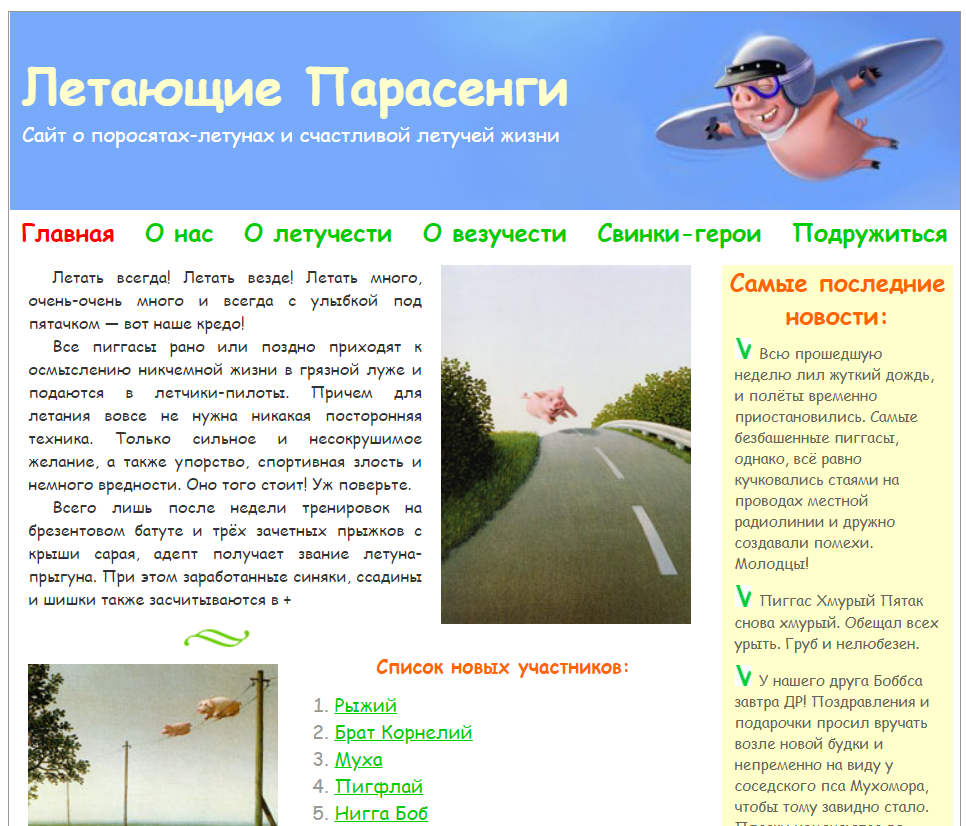 Летающие Парасенги
Сайт о поросятах-летунах и счастливой летучей жизни
Главная О нас О летучести О везучести Свинки-герои Подружиться
Летать всегда! Летать везде! Летать много,
очень-очень много и всегда с улыбкой под
пятачком — вот наше кредо!
Все пиггасы рано или поздно приходят к
осмыслению никчемной жизни в грязной луже и
подаются в летчики-пилоты. Причем для
летания вовсе не нужна никакая посторонняя
техника. Только сильное и несокрушимое
желание, а также упорство, спортивная злость и
немного вредности. Оно того стоит! Уж поверьте.
Всего лишь после недели тренировок на
брезентовом батуте и трёх зачетных прыжков с
крыши сарая, адепт получает звание летуна-
прыгуна. При этом заработанные синяки, ссадины
и шишки также засчитываются в +
Список новых участников:
1. Рыжий
2. Брат Корнелий
3. Муха
4. Пигфлай
5. Нигга Боб
Самые последние
новости:
Всю прошедшую
неделю лил жуткий дождь,
и полёты временно
приостановились. Самые
безбашенные пиггасы,
однако, всё равно
кучковались стаями на
проводах местной
радиолинии и дружно
создавали помехи.
Молодцы!
Пиггас Хмурый Пятак
снова хмурый. Обещал всех
урыть. Груб и нелюбезен.
У нашего друга Боббса
завтра ДР! Поздравления и
подарочки просил вручать
возле новой будки и
непременно на виду у
соседского пса Мухомора,
чтобы тому завидно стало.